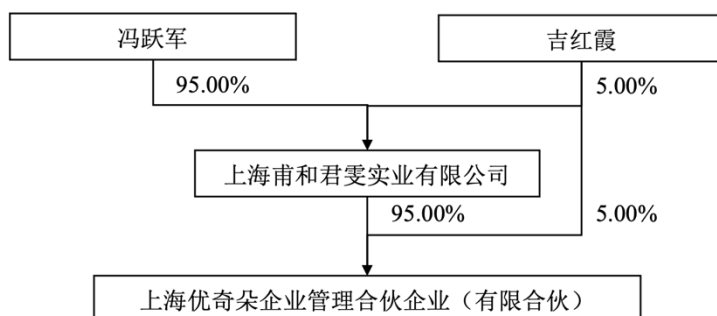 冯跃军
吉红霞
95.00%
5.00%
上海甫和君雯实业有限公司
95.00%
5.00%
上海优奇朵企业管理合伙企业（有限合伙）